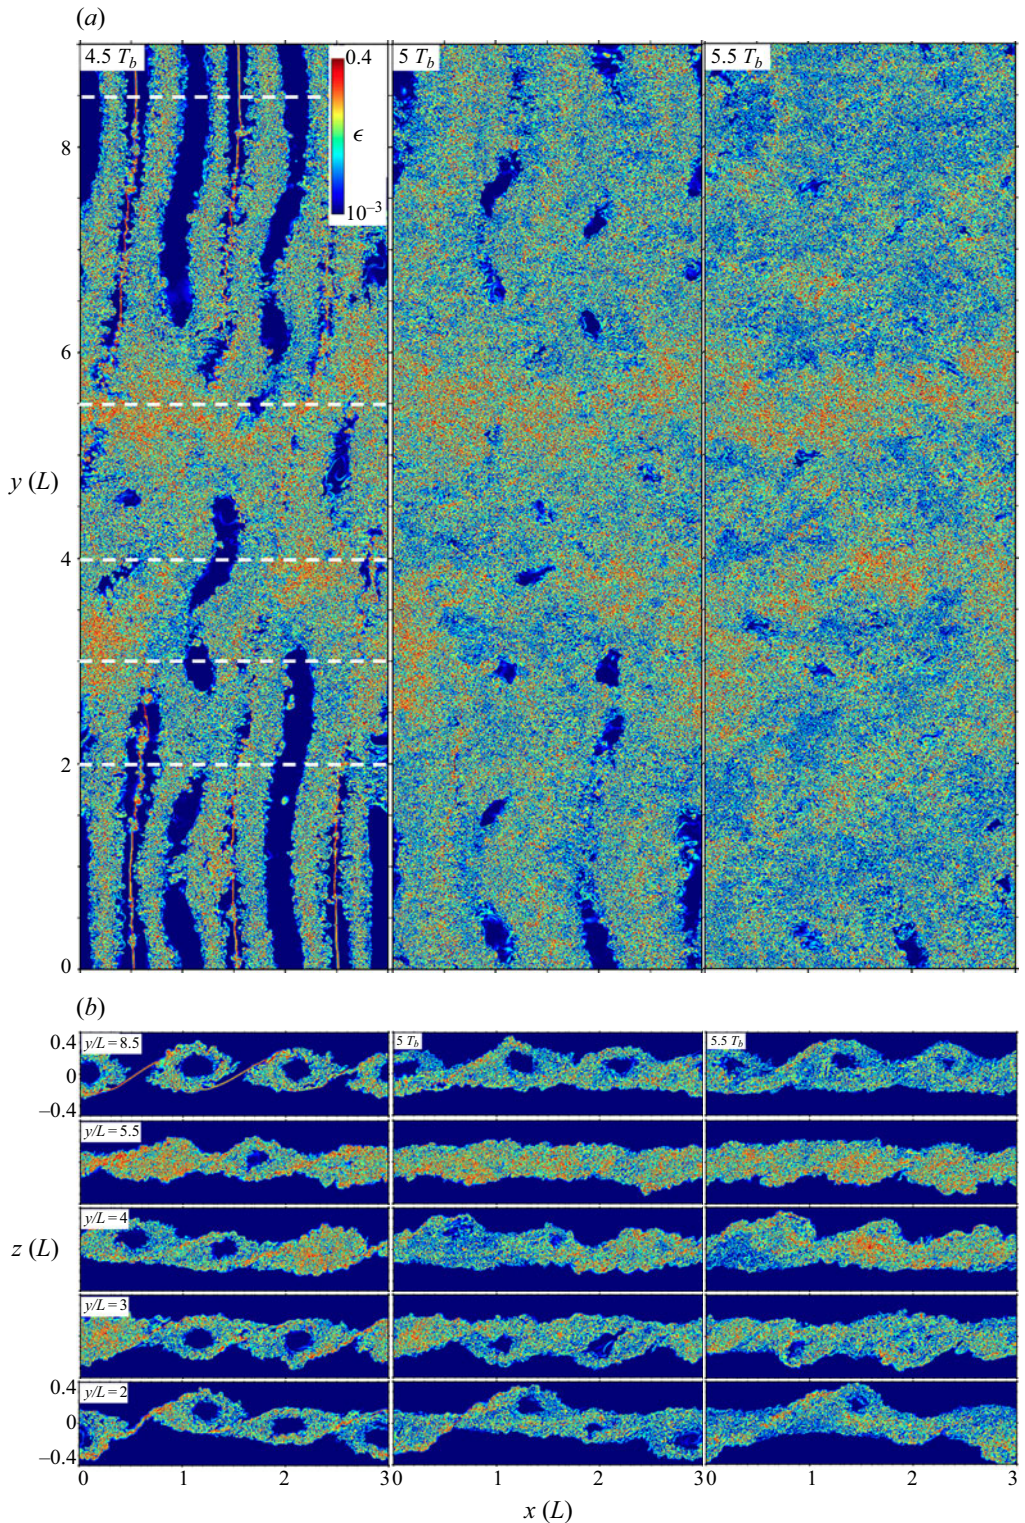 (a)
4.5 T_b
0.4
ϵ
10^–3
5 T_b
5.5 T_b
8
6
y (L)
4
2
0
(b)
0.4
0
–0.4
y/L = 8.5
5 T_b
5.5 T_b
y/L = 5.5
y/L = 4
z (L)
y/L = 3
0.4
0
–0.4
y/L = 2
0 1 2 3 0 1 2 3 0 1 2 3
x (L)